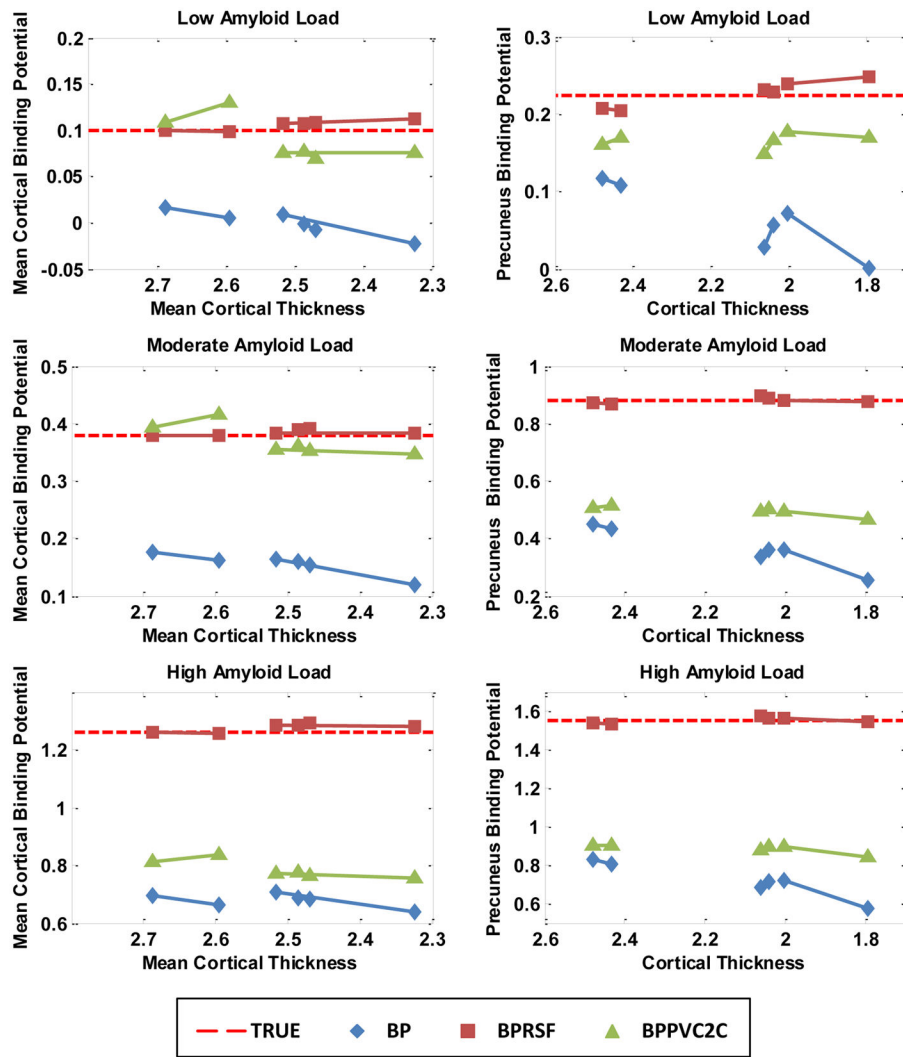 Low Amyloid Load
Mean Cortical Binding Potential
0.2
0.15
0.1
0.05
0
-0.05
2.7
2.6
2.5
2.4
2.3
Mean Cortical Thickness
Low Amyloid Load
Precuneus Binding Potential
0.3
0.2
0.1
0
2.6
2.4
2.2
2
1.8
Cortical Thickness
Moderate Amyloid Load
Mean Cortical Binding Potential
0.5
0.4
0.3
0.2
0.1
2.7
2.6
2.5
2.4
2.3
Mean Cortical Thickness
Moderate Amyloid Load
Precuneus Binding Potential
1
0.8
0.6
0.4
0.2
2.6
2.4
2.2
2
1.8
Cortical Thickness
High Amyloid Load
Mean Cortical Binding Potential
1.2
1
0.8
0.6
2.7
2.6
2.5
2.4
2.3
Mean Cortical Thickness
High Amyloid Load
Precuneus Binding Potential
1.6
1.4
1.2
1
0.8
0.6
2.6
2.4
2.2
2
1.8
Cortical Thickness
TRUE
BP
BPRSF
BPPVC2C